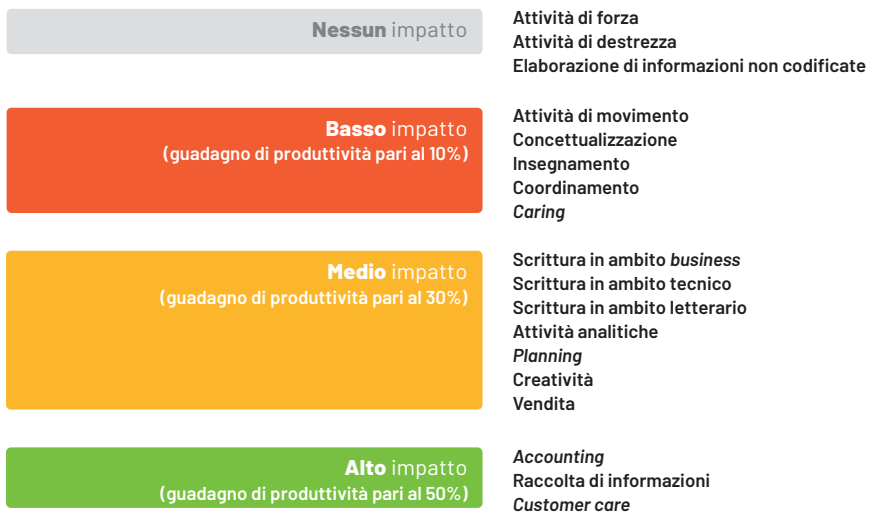 Nessun impatto
Attività di forza
Attività di destrezza
Elaborazione di informazioni non codificate
Basso impatto
(guadagno di produttività pari al 10%)
Attività di movimento
Concettualizzazione
Insegnamento
Coordinamento
Caring
Medio impatto
(guadagno di produttività pari al 30%)
Scrittura in ambito business
Scrittura in ambito tecnico
Scrittura in ambito letterario
Attività analitiche
Planning
Creatività
Vendita
Alto impatto
(guadagno di produttività pari al 50%)
Accounting
Raccolta di informazioni
Customer care